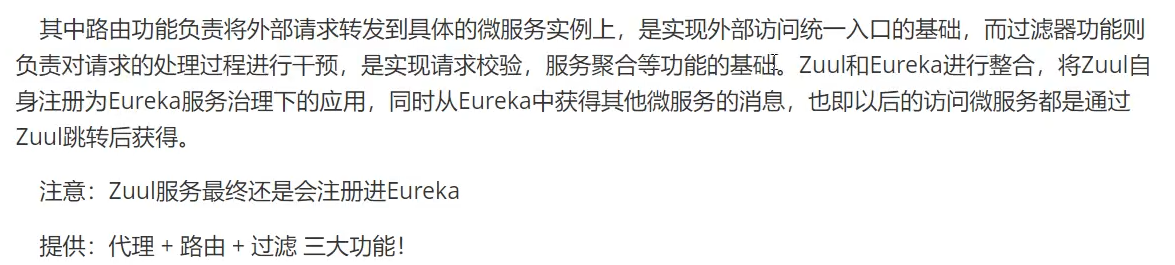 其中路由功能负责将外部请求转发到具体的微服务实例上，是实现外部访问统一入口的基础，而过滤器功能则
负责对请求的处理过程进行干预，是实现请求校验，服务聚合等功能的基础。Zuul和Eureka进行整合，将Zuul自
身注册为Eureka服务治理下的应用，同时从Eureka中获得其他微服务的消息，也即以后的访问微服务都是通过
Zuul跳转后获得。
注意：Zuul服务最终还是会注册进Eureka
提供：代理 + 路由 + 过滤 三大功能！